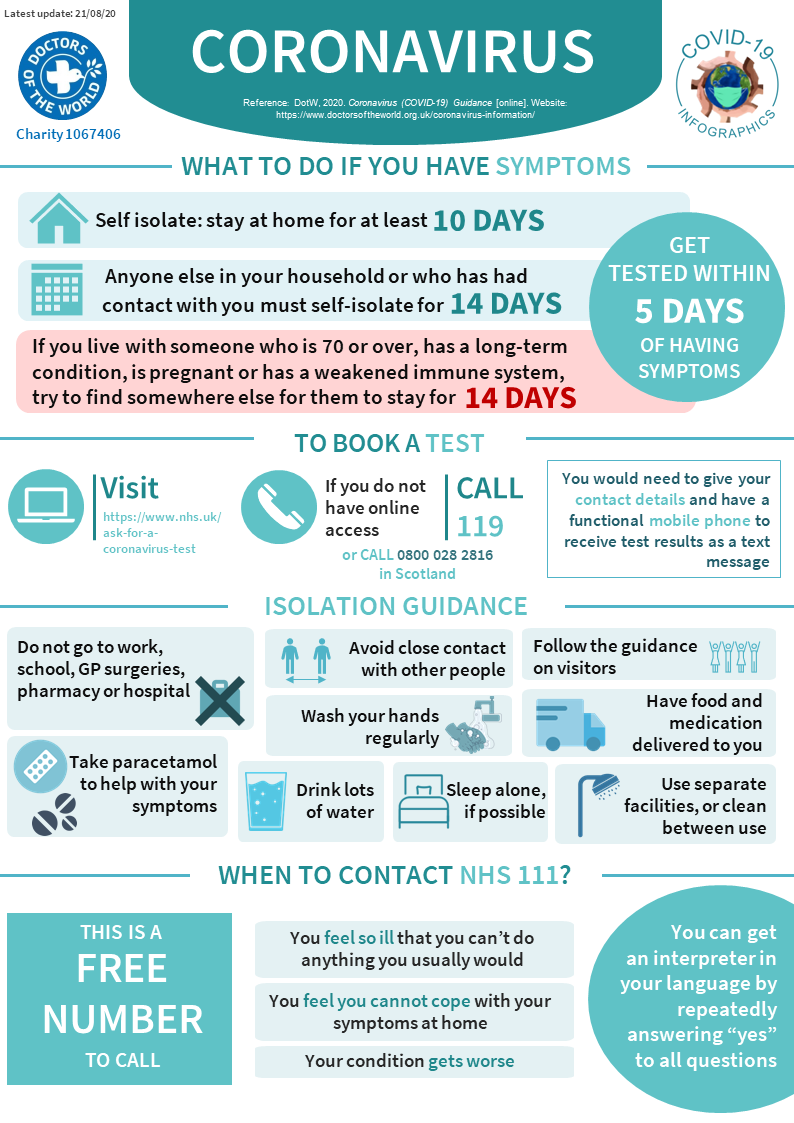 Latest update: 21/08/20
DOCTORS
OF THE WORLD
Charity 1067406
CORONAVIRUS
Reference: DotW, 2020. Coronavirus (COVID-19) Guidance [online]. Website:
https://www.doctorsoftheworld.org.uk/coronavirus-information/
COVID-19
INFOGRAPHICS
WHAT TO DO IF YOU HAVE SYMPTOMS
Self isolate: stay at home for at least 10 DAYS
Anyone else in your household or who has had
contact with you must self-isolate for 14 DAYS
If you live with someone who is 70 or over, has a long-term
condition, is pregnant or has a weakened immune system,
try to find somewhere else for them to stay for 14 DAYS
GET
TESTED WITHIN
5 DAYS
OF HAVING
SYMPTOMS
TO BOOK A TEST
Visit
https://www.nhs.uk/
ask-for-a-
coronavirus-test
If you do not
have online
access
CALL
119
or CALL 0800 028 2816
in Scotland
You would need to give your
contact details and have a
functional mobile phone to
receive test results as a text
message
ISOLATION GUIDANCE
Do not go to work,
school, GP surgeries,
pharmacy or hospital
Avoid close contact
with other people
Follow the guidance
on visitors
Wash your hands
regularly
Have food and
medication
delivered to you
Take paracetamol
to help with your
symptoms
Drink lots
of water
Sleep alone,
if possible
Use separate
facilities, or clean
between use
WHEN TO CONTACT NHS 111?
THIS IS A
FREE
NUMBER
TO CALL
You feel so ill that you can't do
anything you usually would
You feel you cannot cope with your
symptoms at home
Your condition gets worse
You can get
an interpreter in
your language by
repeatedly
answering “yes”
to all questions